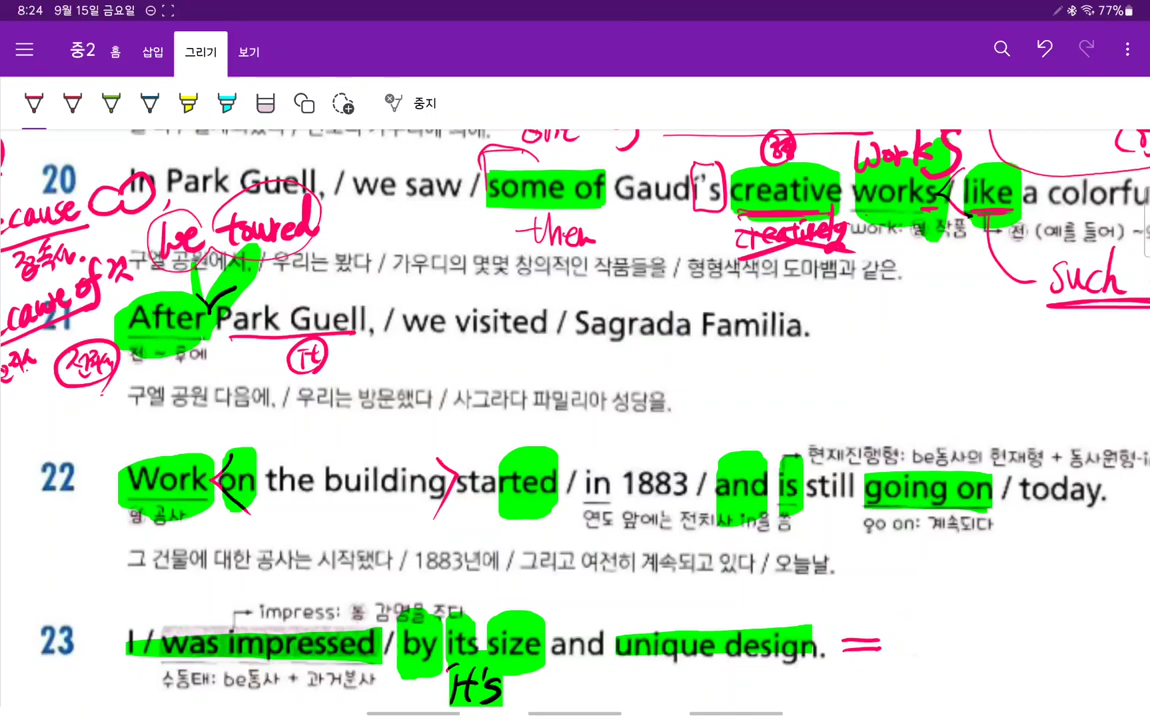 8:24 9월 15일 금요일 77%
중2 홈 삽입 그리기 보기
중지
works
20 In Park Guell, / we saw / some of Gaudi's creative works / like a colorfu
cause we toured them creatively work: 명 작품 전 (예를 들어)
접속사.
구엘 공원에서, / 우리는 봤다 / 가우디의 몇몇 창의적인 작품들을 / 형형색색의 도마뱀과 같은.
such
cause of
21 After Park Guell, / we visited / Sagrada Familia.
전 ~ 후에
구엘 공원 다음에, / 우리는 방문했다 / 사그라다 파밀리아 성당을.
현재진행형: be동사의 현재형 + 동사원형-i
22 Work on the building started / in 1883 / and is still going on / today.
명 공사 연도 앞에는 전치사 in을 씀 go on: 계속되다
그 건물에 대한 공사는 시작됐다 / 1883년에 / 그리고 여전히 계속되고 있다 / 오늘날.
impress: 동 감명을 주다
23 I / was impressed / by its size and unique design. =
수동태: be동사 + 과거분사 it's